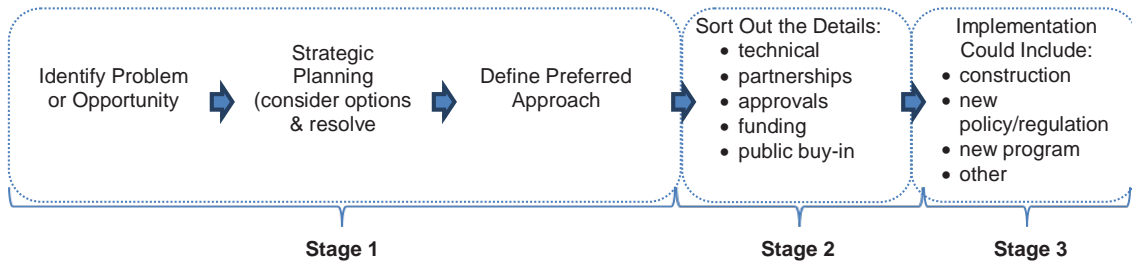 Identify Problem
or Opportunity
Strategic
Planning
(consider options
& resolve
Define Preferred
Approach
Sort Out the Details:
• technical
• partnerships
• approvals
• funding
• public buy-in
Implementation
Could Include:
• construction
• new
policy/regulation
• new program
• other
Stage 1
Stage 2
Stage 3